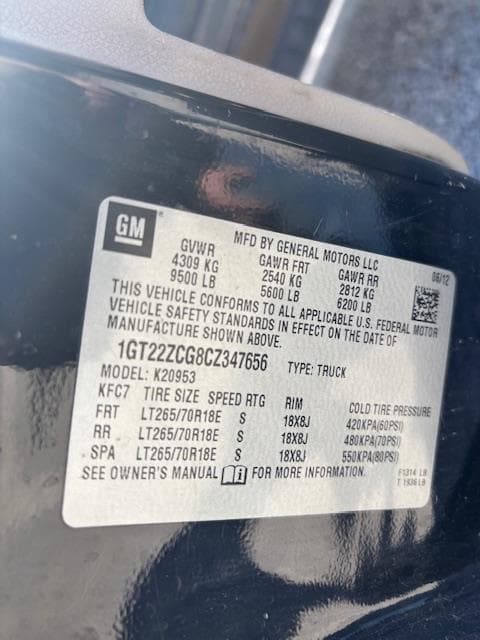 GM
MFD BY GENERAL MOTORS LLC
GVWR GAWR FRT GAWR RR 06/12
4309 KG 2540 KG 2812 KG
9500 LB 5600 LB 6200 LB
THIS VEHICLE CONFORMS TO ALL APPLICABLE U.S. FEDERAL MOTOR
VEHICLE SAFETY STANDARDS IN EFFECT ON THE DATE OF
MANUFACTURE SHOWN ABOVE.
1GT22ZCG8CZ347656 TYPE: TRUCK
MODEL: K20953
KFC7 TIRE SIZE SPEED RTG RIM COLD TIRE PRESSURE
FRT LT265/70R18E S 18X8J 420KPA(60PSI)
RR LT265/70R18E S 18X8J 480KPA(70PSI)
SPA LT265/70R18E S 18X8J 550KPA(80PSI)
SEE OWNER'S MANUAL FOR MORE INFORMATION
F1314 LB
T 1936 LB